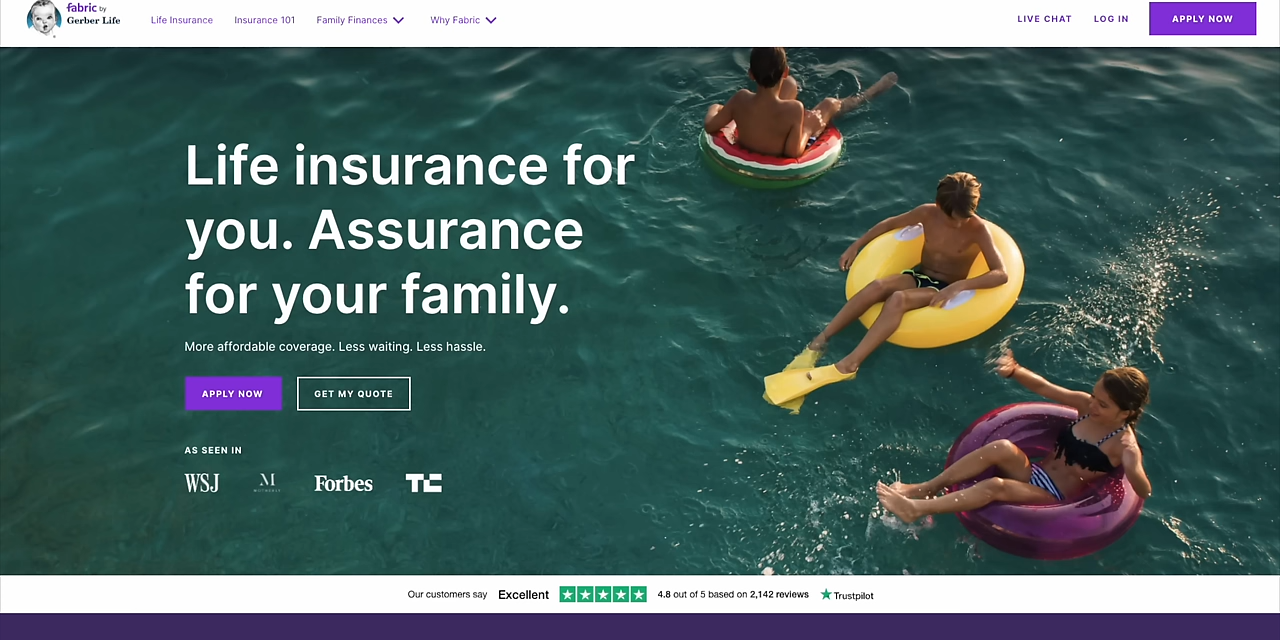 fabric by
Gerber Life
Life Insurance
Insurance 101
Family Finances
Why Fabric
LIVE CHAT
LOG IN
APPLY NOW
Life insurance for
you. Assurance
for your family.
More affordable coverage. Less waiting. Less hassle.
APPLY NOW
GET MY QUOTE
AS SEEN IN
WSJ
M
MOTHERLY
Forbes
TC
Our customers say Excellent 4.8 out of 5 based on 2,142 reviews Trustpilot